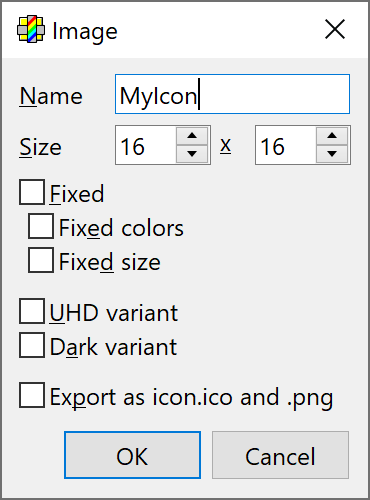 Image
Name MyIcon
Size 16 x 16
Fixed
Fixed colors
Fixed size
UHD variant
Dark variant
Export as icon.ico and .png
OK Cancel